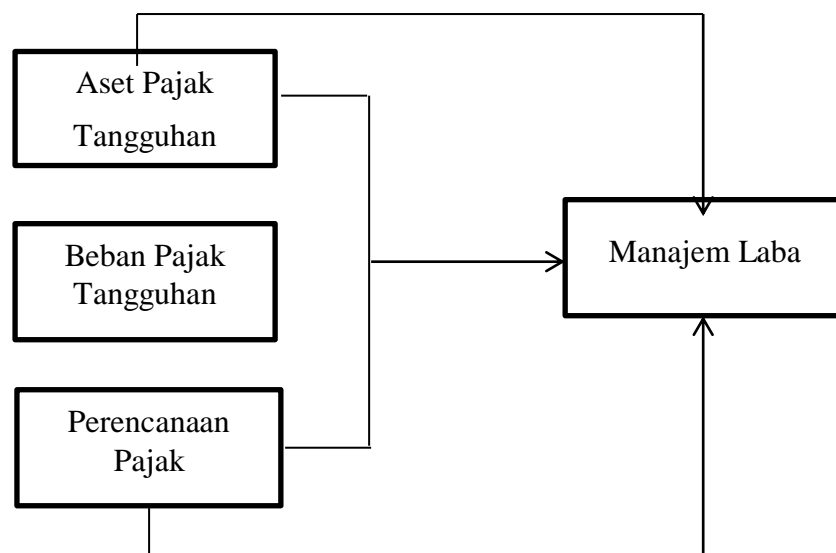 Aset Pajak
Tangguhan
Beban Pajak
Tangguhan
Manajem Laba
Perencanaan
Pajak